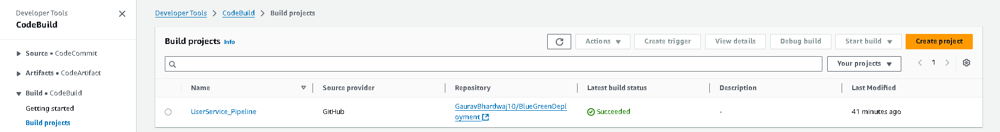 Developer Tools
CodeBuild
Source • CodeCommit
Artifacts • CodeArtifact
Build • CodeBuild
Getting started
Build projects
Developer Tools > CodeBuild > Build projects
Build projects Info
Actions Create trigger View details Debug build Start build Create project
Your projects 1
Name Source provider Repository Latest build status Description Last Modified
UserService_Pipeline GitHub GauravBhardwaj10/BlueGreenDepl
oyment Succeeded - 41 minutes ago